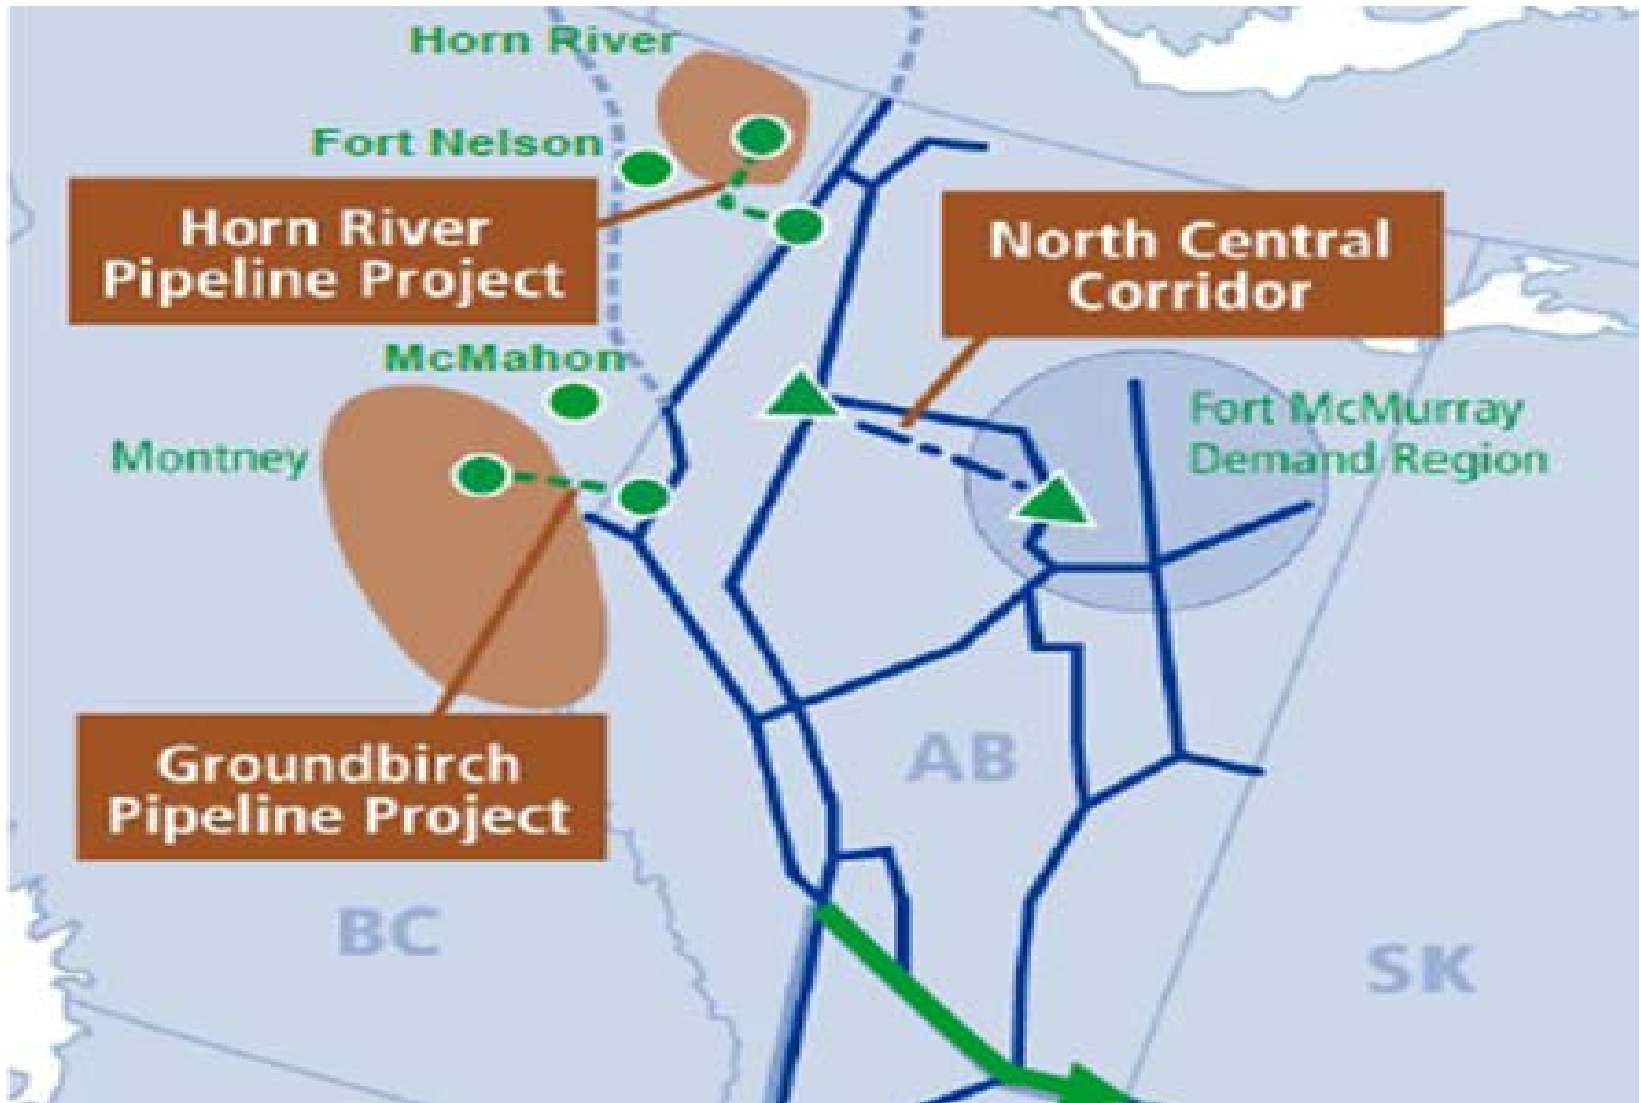 Horn River
Fort Nelson
Horn River
Pipeline Project
North Central
Corridor
McMahon
Fort McMurray
Demand Region
Montney
AB
Groundbirch
Pipeline Project
BC
SK